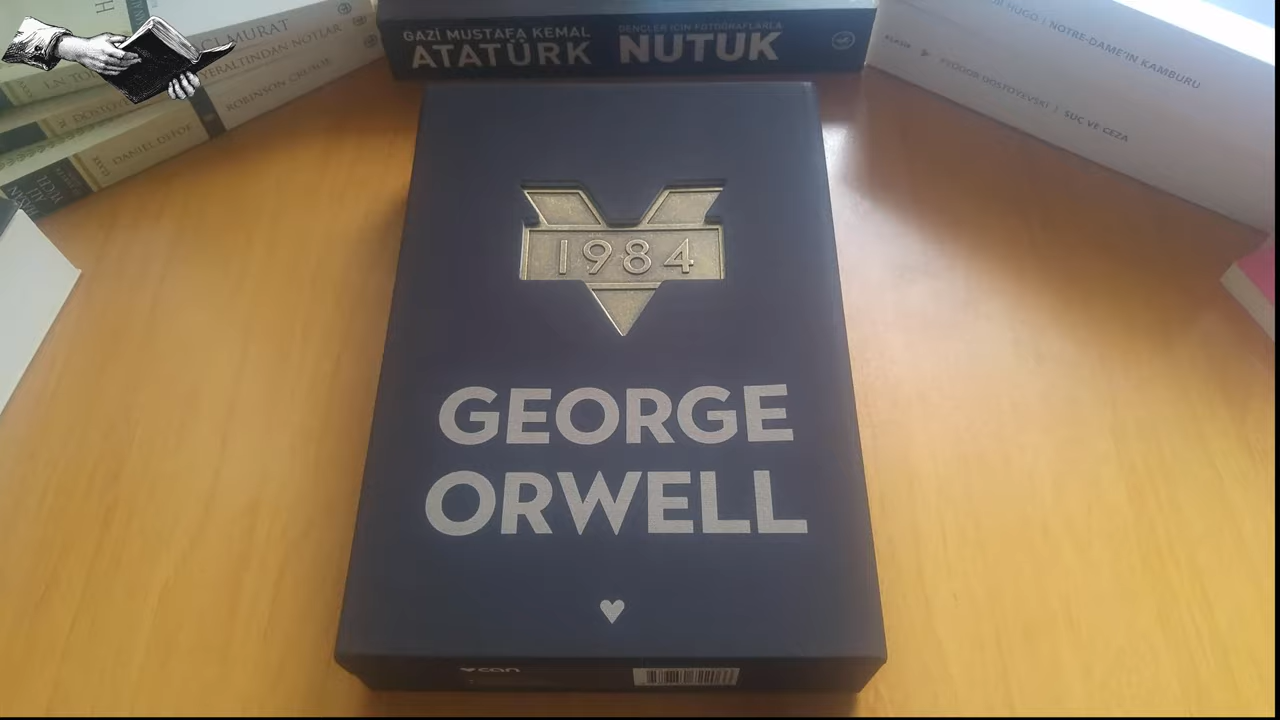 GAZİ MUSTAFA KEMAL
ATATÜRK
GENÇLER İÇİN FOTOĞRAFLARLA
NUTUK
MURAT
YERALTINDAN NOTLAR
DANIEL DEFOE
ROBINSON CRUSOE
HUGO | NOTRE-DAME'IN KAMBURU
KLASİK
FYODOR DOSTOYEVSKI | SUÇ VE CEZA
1984
GEORGE
ORWELL
can